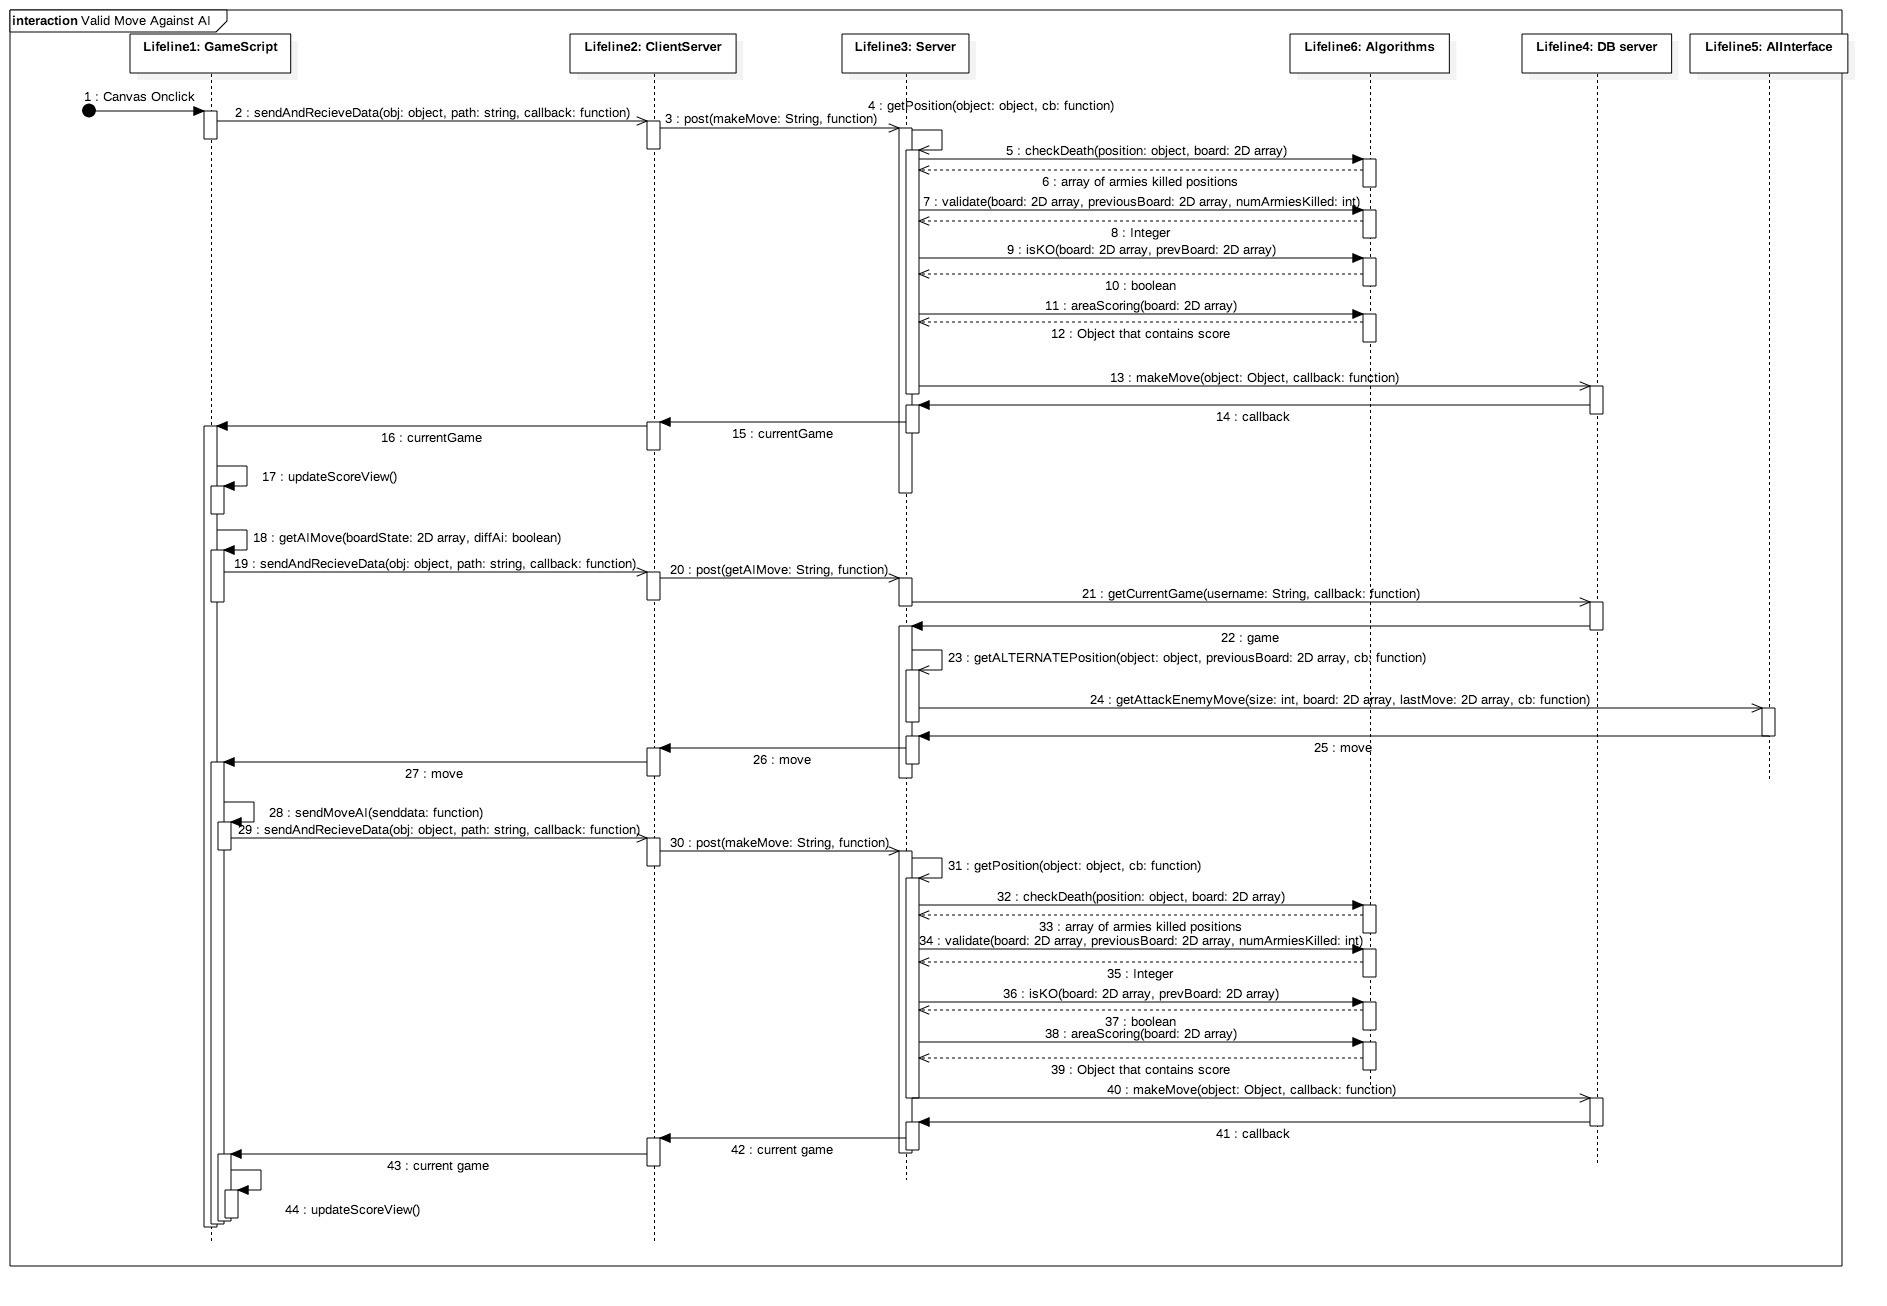 interaction Valid Move Against AI
Lifeline1: GameScript
Lifeline2: ClientServer
Lifeline3: Server
Lifeline6: Algorithms
Lifeline4: DB server
Lifeline5: AIInterface
1 : Canvas Onclick
2 : sendAndRecieveData(obj: object, path: string, callback: function)
3 : post(makeMove: String, function)
4 : getPosition(object: object, cb: function)
5 : checkDeath(position: object, board: 2D array)
6 : array of armies killed positions
7 : validate(board: 2D array, previousBoard: 2D array, numArmiesKilled: int)
8 : Integer
9 : isKO(board: 2D array, prevBoard: 2D array)
10 : boolean
11 : areaScoring(board: 2D array)
12 : Object that contains score
13 : makeMove(object: Object, callback: function)
14 : callback
15 : currentGame
16 : currentGame
17 : updateScoreView()
18 : getAIMove(boardState: 2D array, diffAi: boolean)
19 : sendAndRecieveData(obj: object, path: string, callback: function)
20 : post(getAIMove: String, function)
21 : getCurrentGame(username: String, callback: function)
22 : game
23 : getALTERNATEPosition(object: object, previousBoard: 2D array, cb: function)
24 : getAttackEnemyMove(size: int, board: 2D array, lastMove: 2D array, cb: function)
25 : move
26 : move
27 : move
28 : sendMoveAI(senddata: function)
29 : sendAndRecieveData(obj: object, path: string, callback: function)
30 : post(makeMove: String, function)
31 : getPosition(object: object, cb: function)
32 : checkDeath(position: object, board: 2D array)
33 : array of armies killed positions
34 : validate(board: 2D array, previousBoard: 2D array, numArmiesKilled: int)
35 : Integer
36 : isKO(board: 2D array, prevBoard: 2D array)
37 : boolean
38 : areaScoring(board: 2D array)
39 : Object that contains score
40 : makeMove(object: Object, callback: function)
41 : callback
42 : current game
43 : current game
44 : updateScoreView()